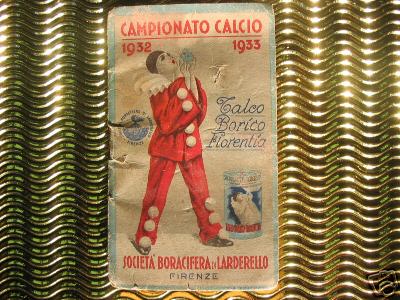 CAMPIONATO CALCIO
1932 1933
Talco
Borico
Florentia
SOCIETÀ BORACIFERA DI LARDERELLO
FIRENZE